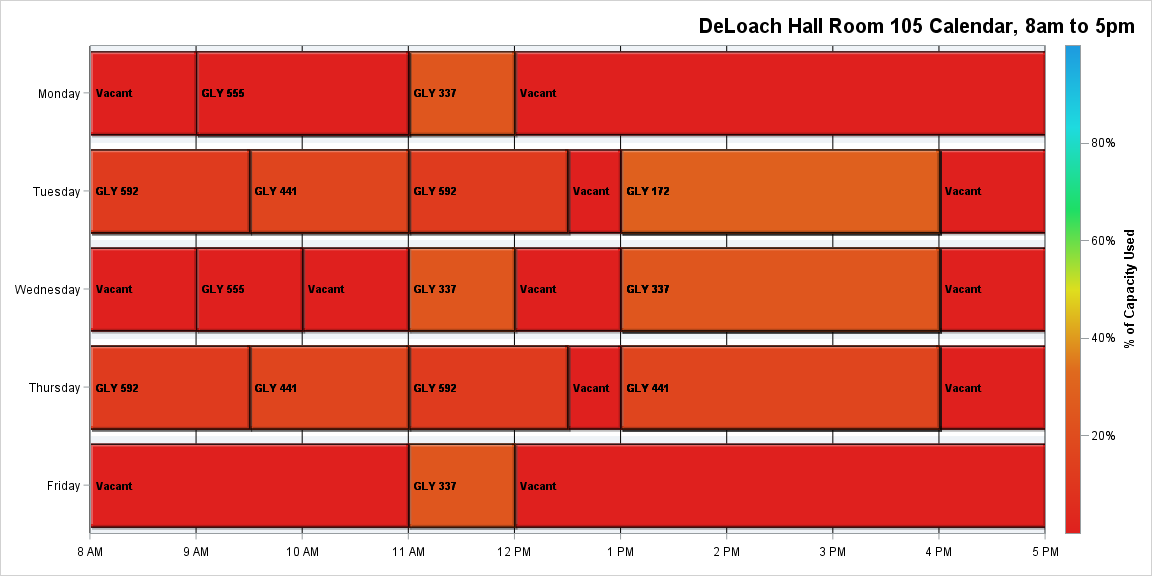 DeLoach Hall Room 105 Calendar, 8am to 5pm
Monday
Vacant
GLY 555
GLY 337
Vacant
Tuesday
GLY 592
GLY 441
GLY 592
Vacant
GLY 172
Vacant
Wednesday
Vacant
GLY 555
Vacant
GLY 337
Vacant
GLY 337
Vacant
Thursday
GLY 592
GLY 441
GLY 592
Vacant
GLY 441
Vacant
Friday
Vacant
GLY 337
Vacant
8 AM
9 AM
10 AM
11 AM
12 PM
1 PM
2 PM
3 PM
4 PM
5 PM
80%
60%
40%
20%
% of Capacity Used